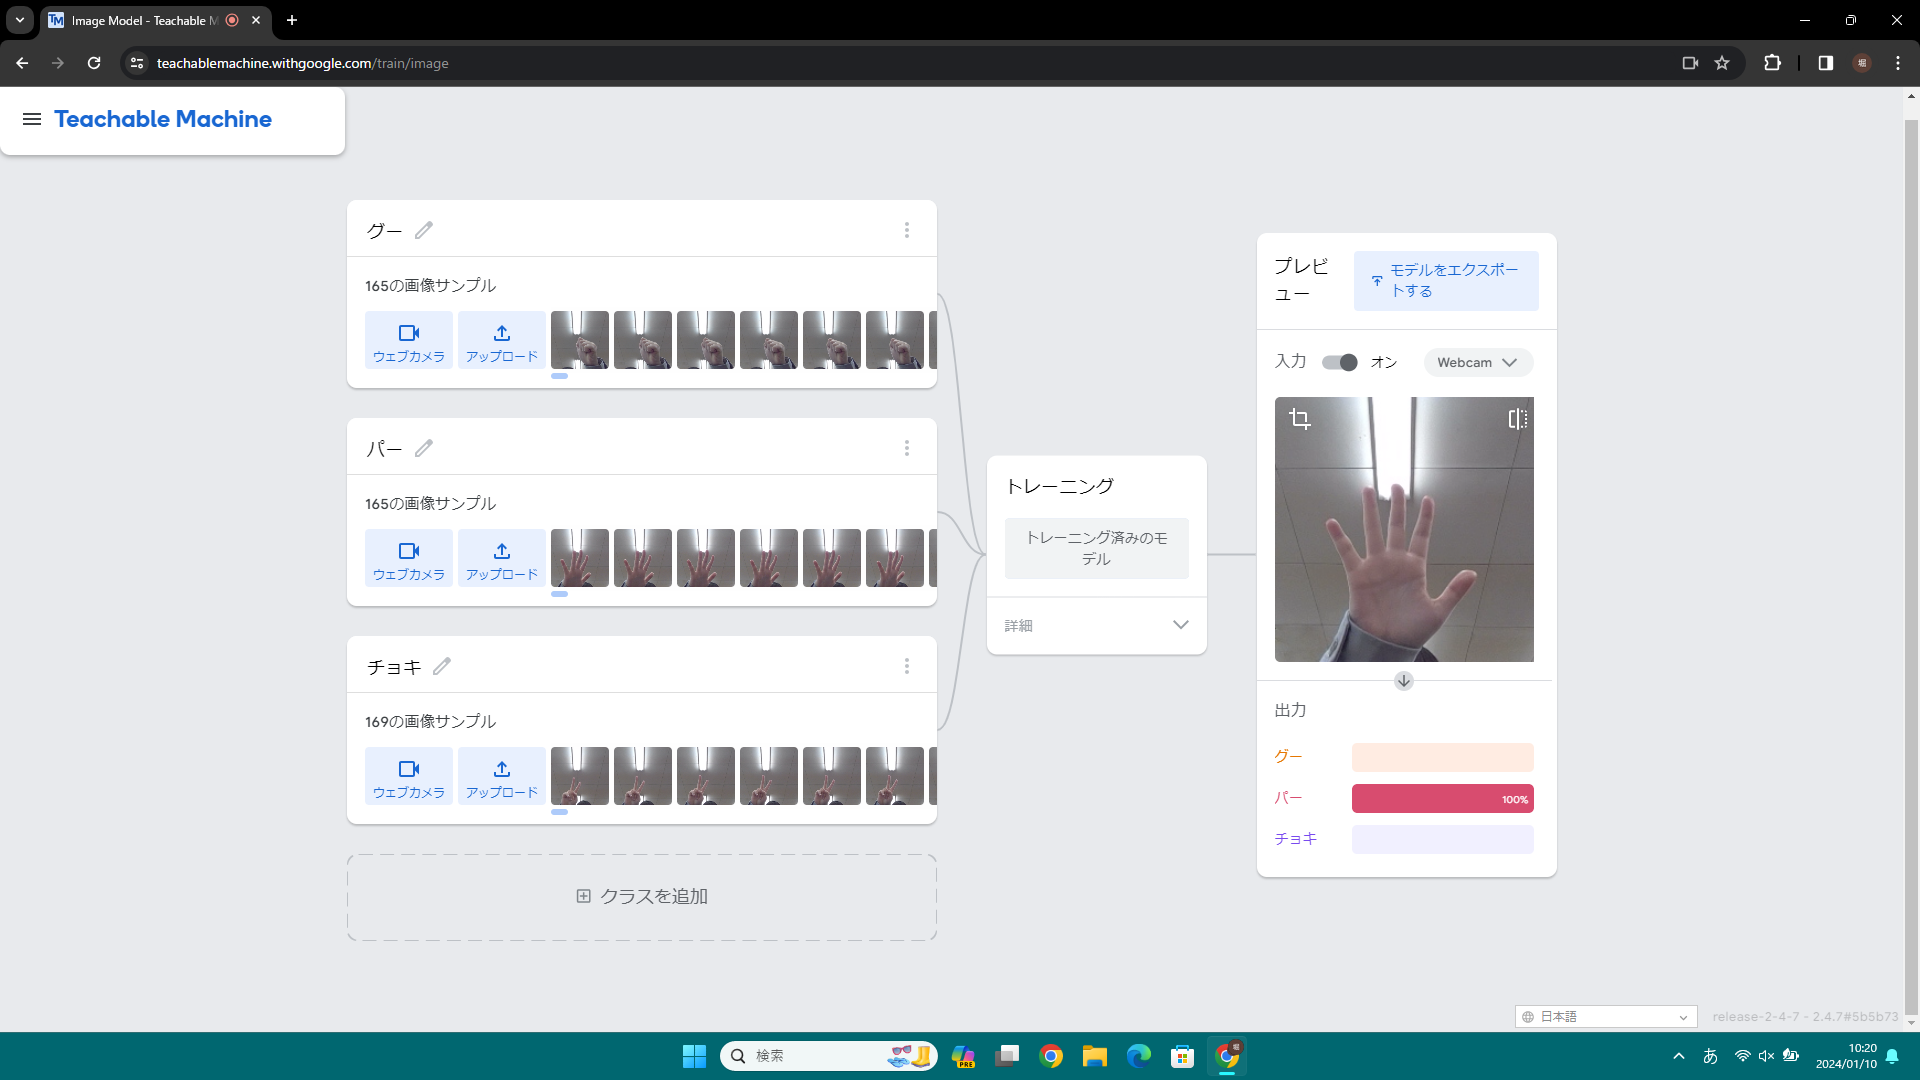 Image Model - Teachable M
teachablemachine.withgoogle.com/train/image
Teachable Machine
グー
165の画像サンプル
ウェブカメラ
アップロード
パー
165の画像サンプル
ウェブカメラ
アップロード
チョキ
169の画像サンプル
ウェブカメラ
アップロード
クラスを追加
トレーニング
トレーニング済みのモ
デル
詳細
プレビ
ュー
モデルをエクスポー
トする
入力
オン
Webcam
出力
グー
パー
100%
チョキ
日本語
release-2-4-7 - 2.4.7#5b5b73
検索
PRE
あ
10:20
2024/01/10